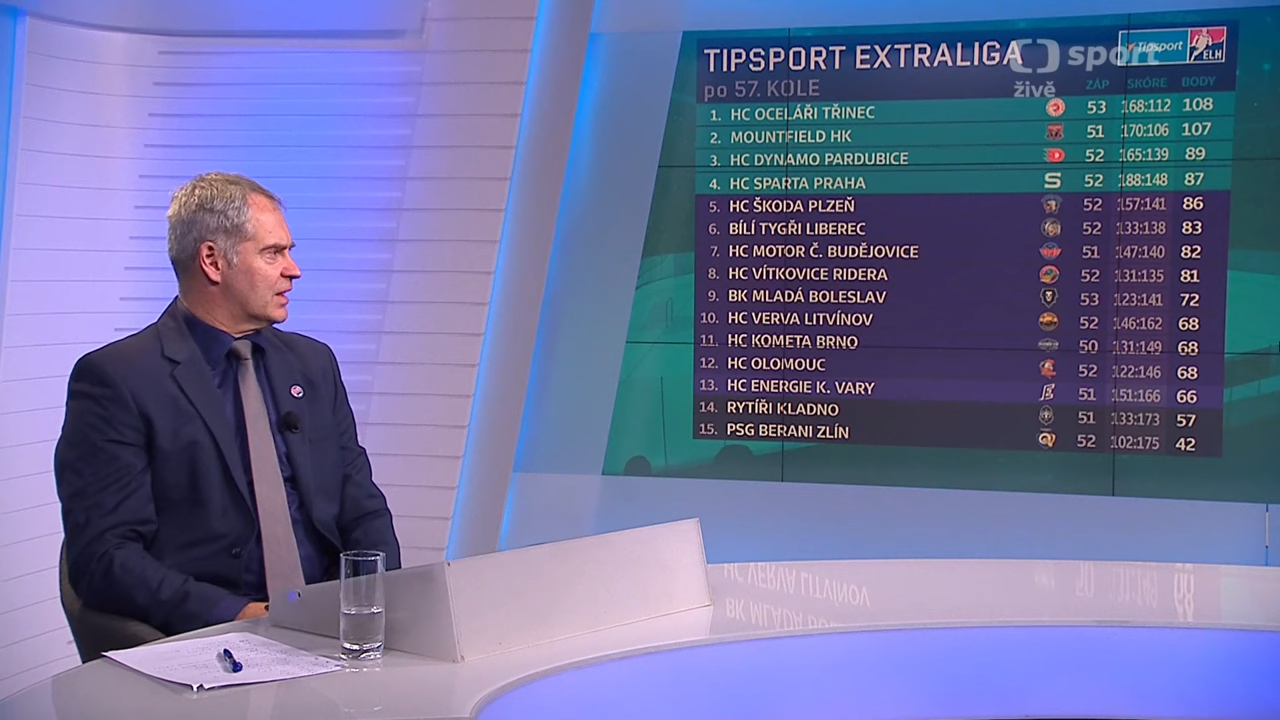 TIPSPORT EXTRALIGA
Tipsport ELH
sport
živě
po 57. KOLE
ZÁP SKÓRE BODY
1. HC OCELÁŘI TŘINEC 53 168:112 108
2. MOUNTFIELD HK 51 170:106 107
3. HC DYNAMO PARDUBICE 52 165:139 89
4. HC SPARTA PRAHA 52 188:148 87
5. HC ŠKODA PLZEŇ 52 157:141 86
6. BÍLÍ TYGŘI LIBEREC 52 133:138 83
7. HC MOTOR Č. BUDĚJOVICE 51 147:140 82
8. HC VÍTKOVICE RIDERA 52 131:135 81
9. BK MLADÁ BOLESLAV 53 123:141 72
10. HC VERVA LITVÍNOV 52 146:162 68
11. HC KOMETA BRNO 50 131:149 68
12. HC OLOMOUC 52 122:146 68
13. HC ENERGIE K. VARY 51 151:166 66
14. RYTÍŘI KLADNO 51 133:173 57
15. PSG BERANI ZLÍN 52 102:175 42